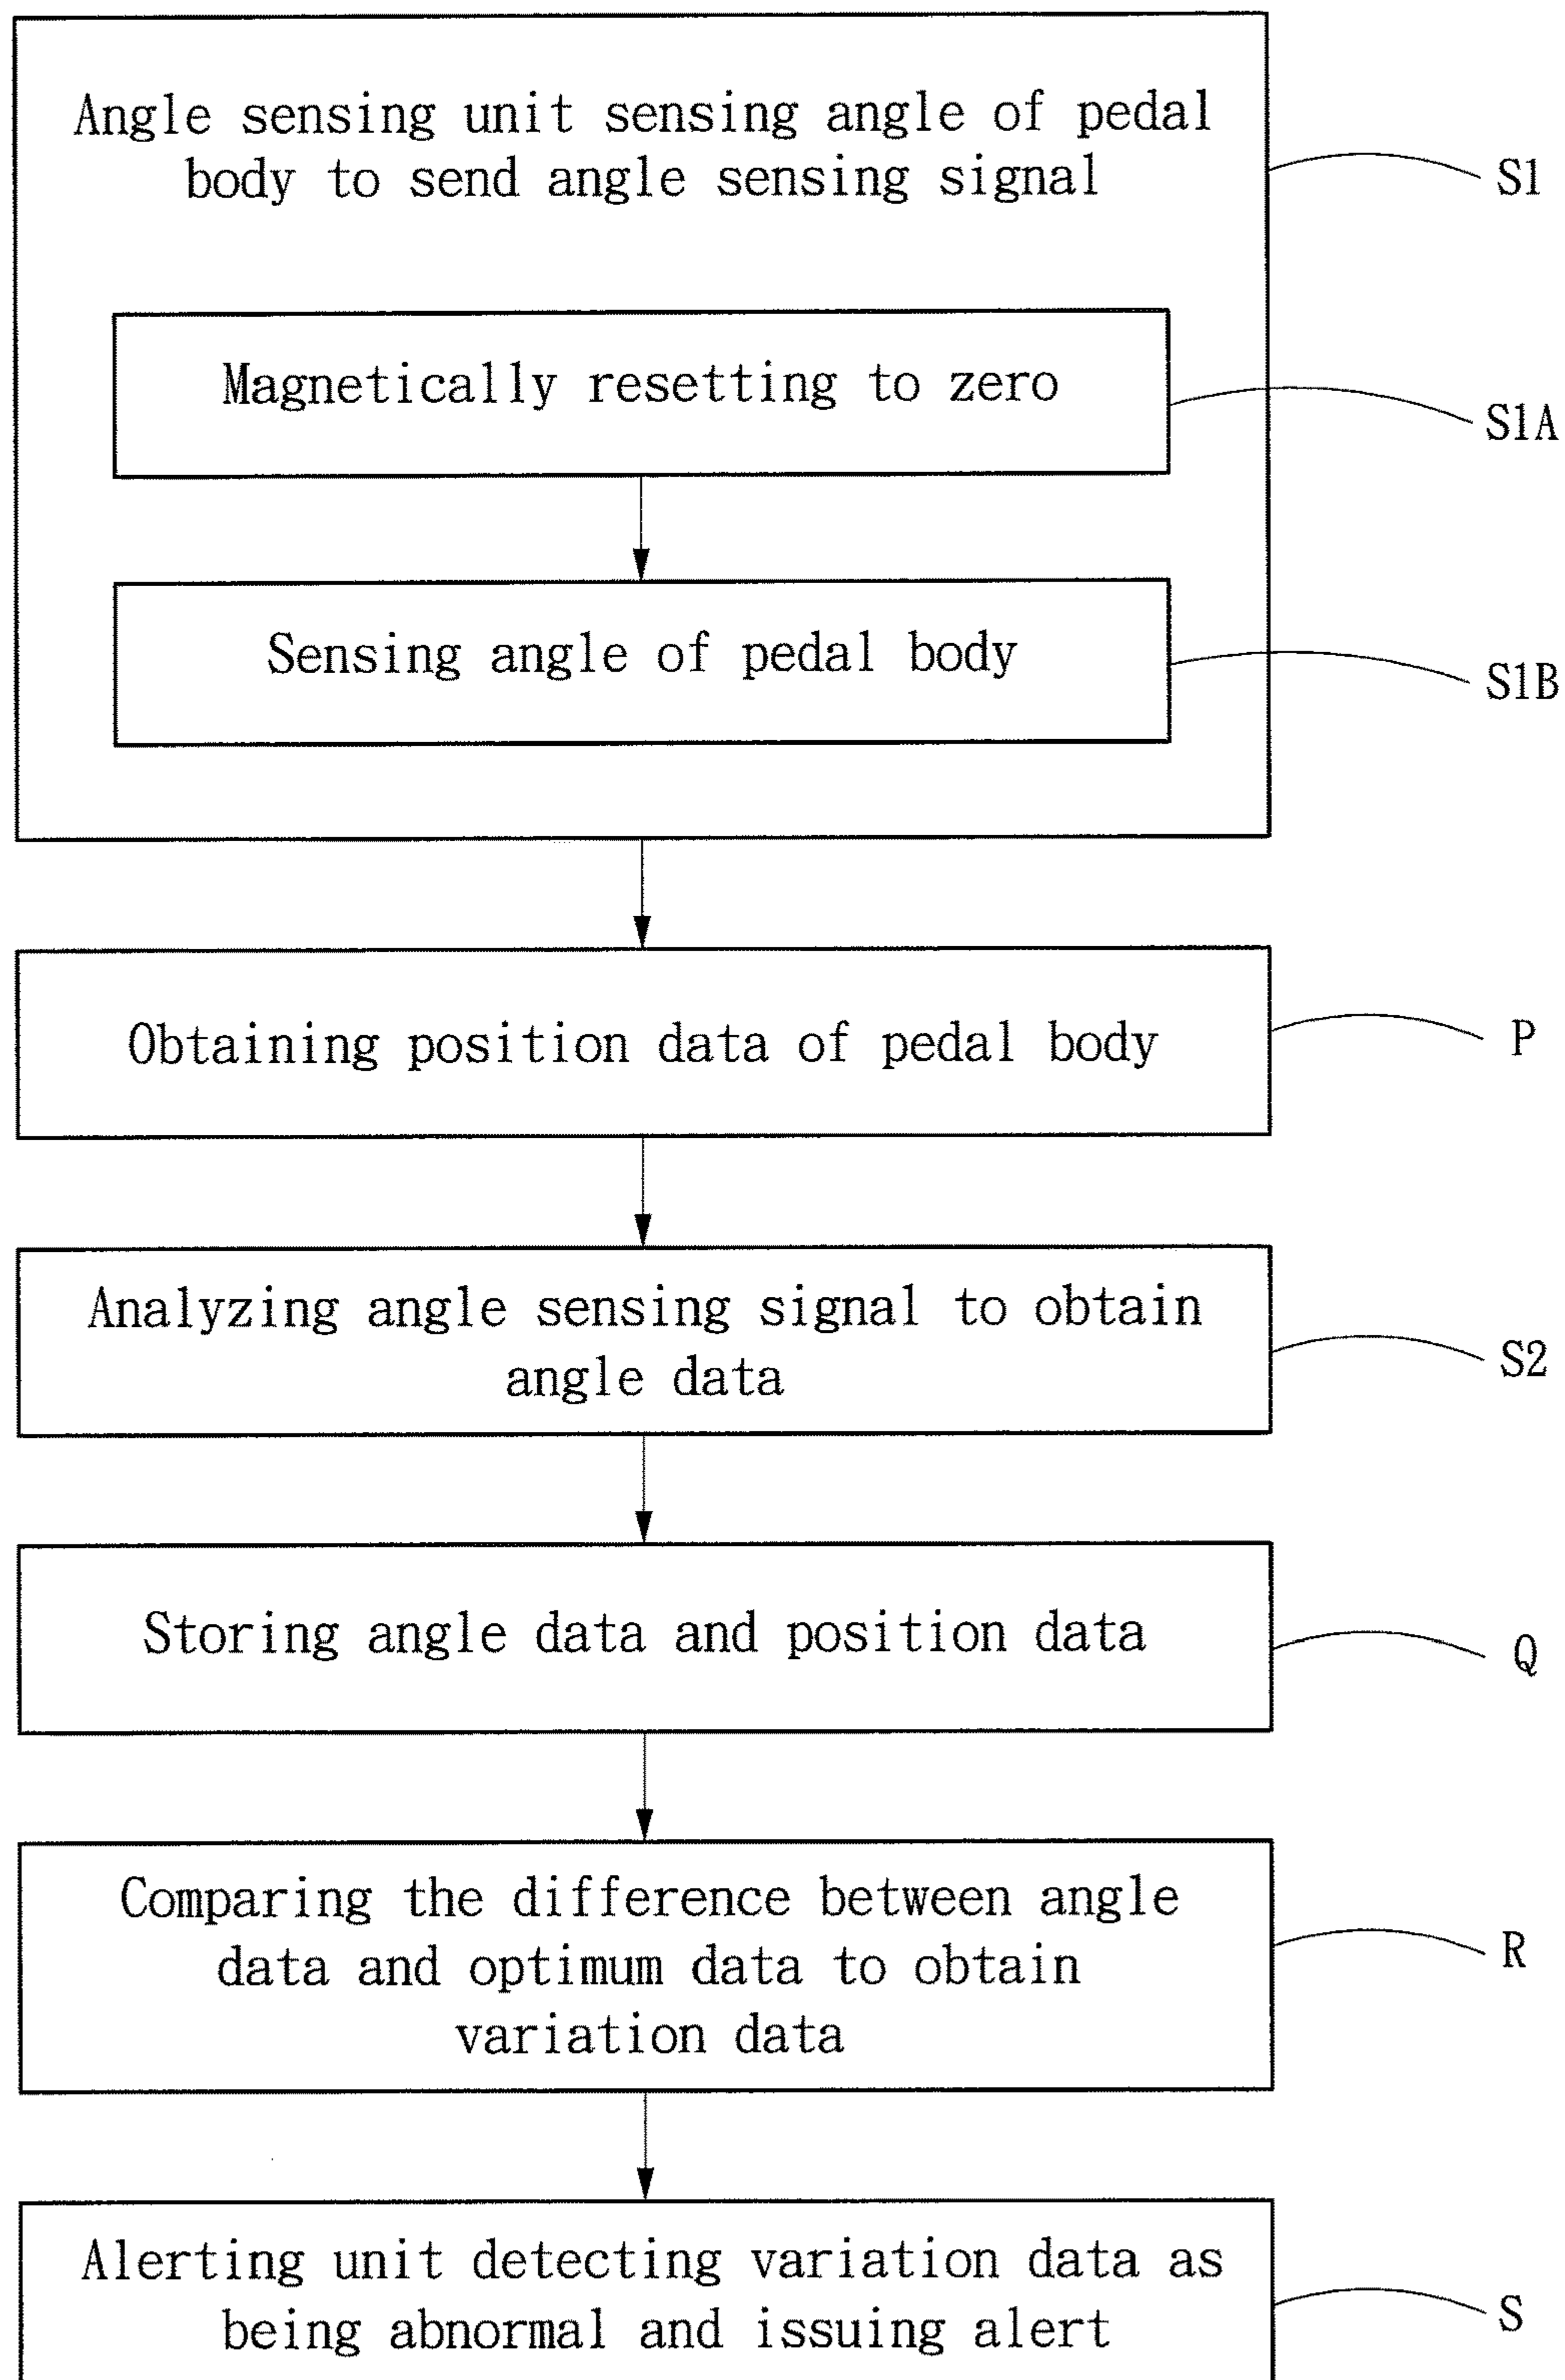 Angle sensing unit sensing angle of pedal
body to send angle sensing signal
S1
Magnetically resetting to zero
S1A
Sensing angle of pedal body
S1B
Obtaining position data of pedal body
P
Analyzing angle sensing signal to obtain
angle data
S2
Storing angle data and position data
Q
Comparing the difference between angle
data and optimum data to obtain
variation data
R
Alerting unit detecting variation data as
being abnormal and issuing alert
S